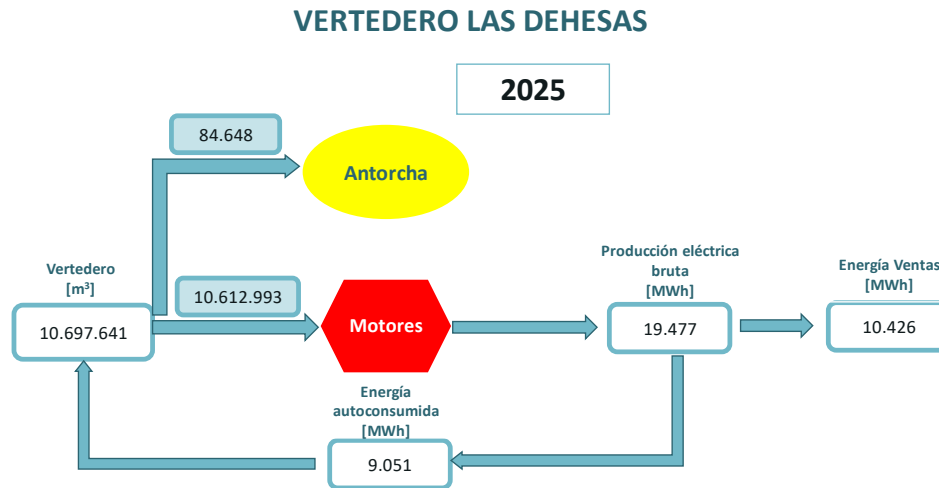 VERTEDERO LAS DEHESAS
2025
84.648
Antorcha
Vertedero
[m³]
10.697.641
10.612.993
Motores
Producción eléctrica
bruta
[MWh]
19.477
Energía Ventas
[MWh]
10.426
Energía
autoconsumida
[MWh]
9.051